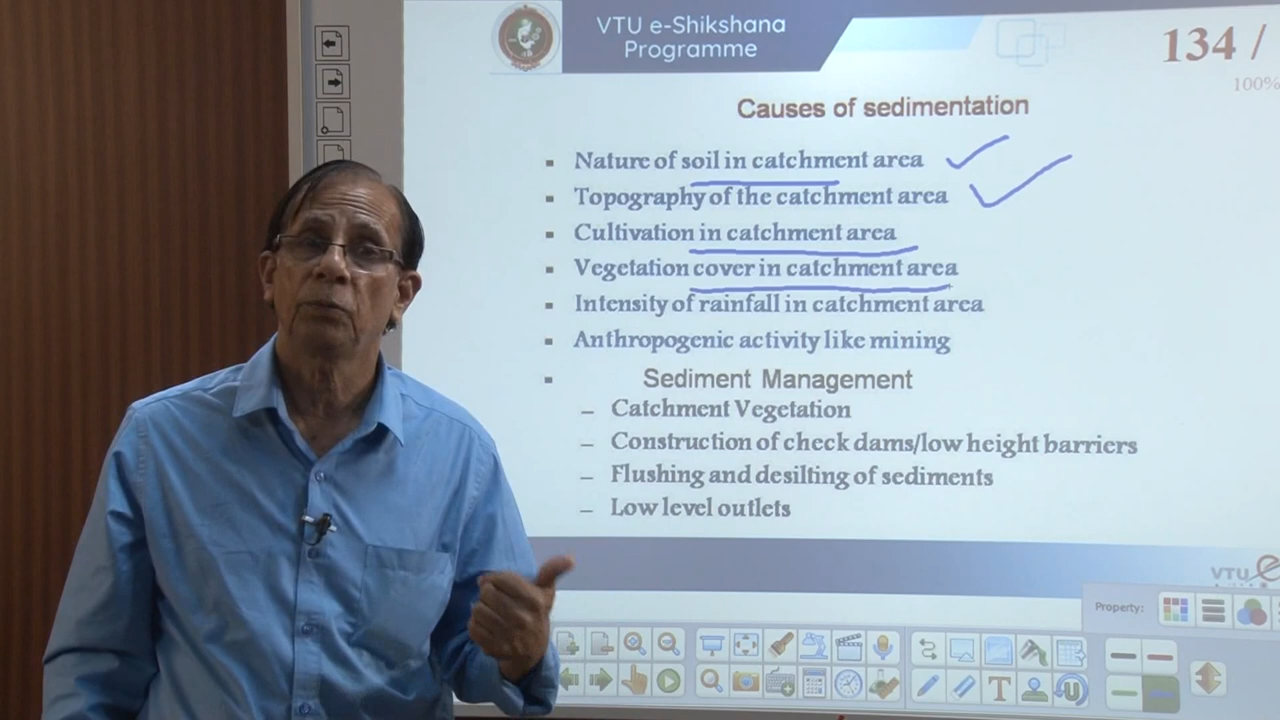 VTU e-Shikshana
Programme
134 /
100%
Causes of sedimentation
▪ Nature of soil in catchment area
▪ Topography of the catchment area
▪ Cultivation in catchment area
▪ Vegetation cover in catchment area
▪ Intensity of rainfall in catchment area
▪ Anthropogenic activity like mining
▪ Sediment Management
– Catchment Vegetation
– Construction of check dams/low height barriers
– Flushing and desilting of sediments
– Low level outlets
VTU e
Property:
T